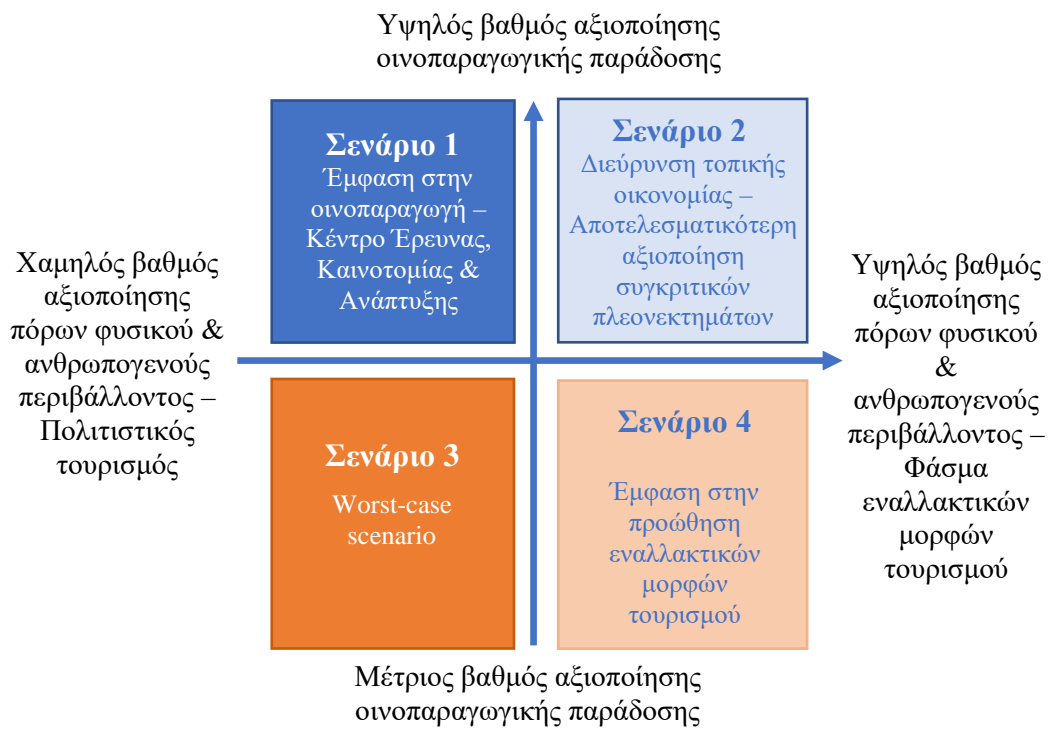 Υψηλός βαθμός αξιοποίησης
οινοπαραγωγικής παράδοσης
Σενάριο 1
Έμφαση στην
οινοπαραγωγή –
Κέντρο Έρευνας,
Καινοτομίας &
Ανάπτυξης
Σενάριο 2
Διεύρυνση τοπικής
οικονομίας –
Αποτελεσματικότερη
αξιοποίηση
συγκριτικών
πλεονεκτημάτων
Χαμηλός βαθμός
αξιοποίησης
πόρων φυσικού &
ανθρωπογενούς
περιβάλλοντος –
Πολιτιστικός
τουρισμός
Υψηλός βαθμός
αξιοποίησης
πόρων φυσικού
&
ανθρωπογενούς
περιβάλλοντος –
Φάσμα
εναλλακτικών
μορφών
τουρισμού
Σενάριο 3
Worst-case
scenario
Σενάριο 4
Έμφαση στην
προώθηση
εναλλακτικών
μορφών
τουρισμού
Μέτριος βαθμός αξιοποίησης
οινοπαραγωγικής παράδοσης